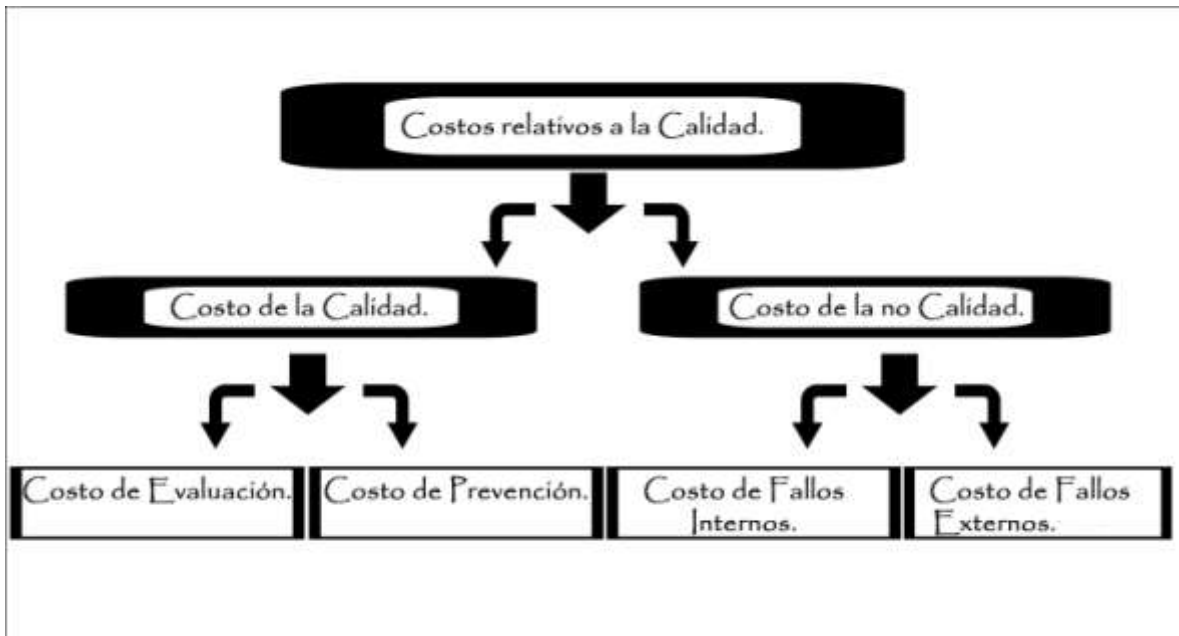 Costos relativos a la Calidad.
Costo de la Calidad.
Costo de la no Calidad.
Costo de Evaluación.
Costo de Prevención.
Costo de Fallos
Internos.
Costo de Fallos
Externos.